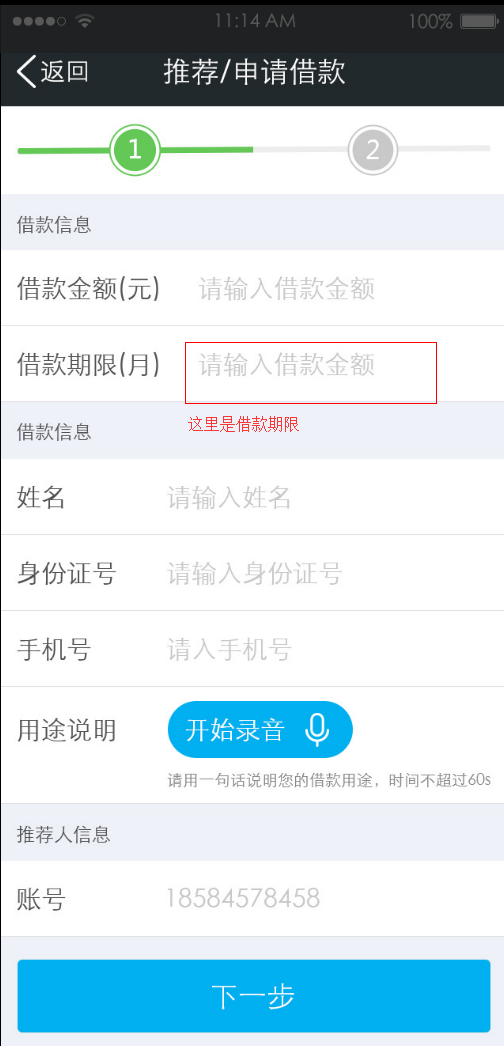 11:14 AM 100%
返回 推荐/申请借款
1 2
借款信息
借款金额(元) 请输入借款金额
借款期限(月) 请输入借款金额
这里是借款期限
借款信息
姓名 请输入姓名
身份证号 请输入身份证号
手机号 请入手机号
用途说明 开始录音
请用一句话说明您的借款用途，时间不超过60s
推荐人信息
账号 18584578458
下一步